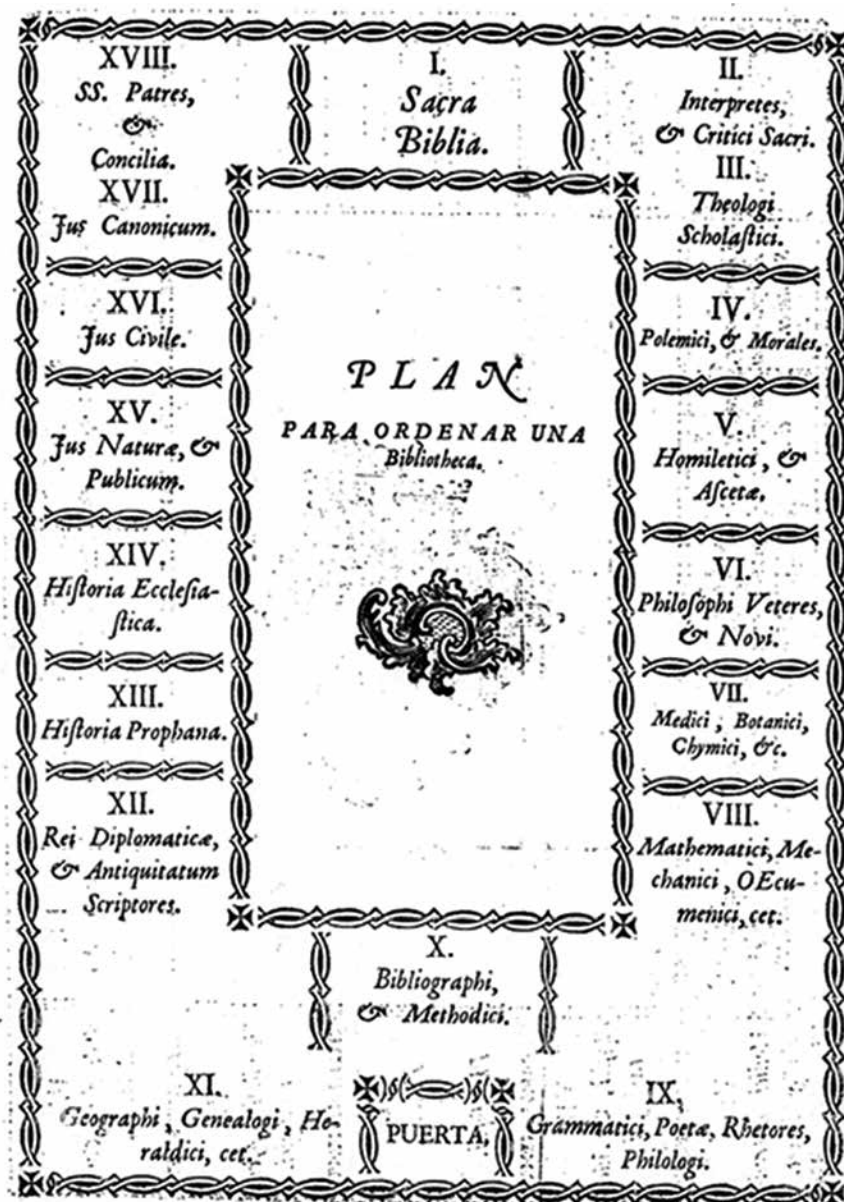 XVIII.
SS. Patres,
&
Concilia.
XVII.
Jus Canonicum.
XVI.
Jus Civile.
XV.
Jus Naturæ, &
Publicum.
XIV.
Hiſtoria Eccleſia-
ſtica.
XIII.
Hiſtoria Prophana.
XII.
Rei Diplomaticæ,
& Antiquitatum
Scriptores.
XI.
Geographi, Genealogi, He-
raldici, cet.
I.
Sacra
Biblia.
PLAN
PARA ORDENAR UNA
Bibliotheca.
X.
Bibliographi,
& Methodici.
PUERTA.
II.
Interpretes,
& Critici Sacri.
III.
Theologi
Scholaſtici.
IV.
Polemici, & Morales.
V.
Homiletici, &
Aſcetæ.
VI.
Philoſophi Veteres,
& Novi.
VII.
Medici, Botanici,
Chymici, &c.
VIII.
Mathematici, Me-
chanici, OEcu-
menici, cet.
IX.
Grammatici, Poetæ, Rhetores,
Philologi.